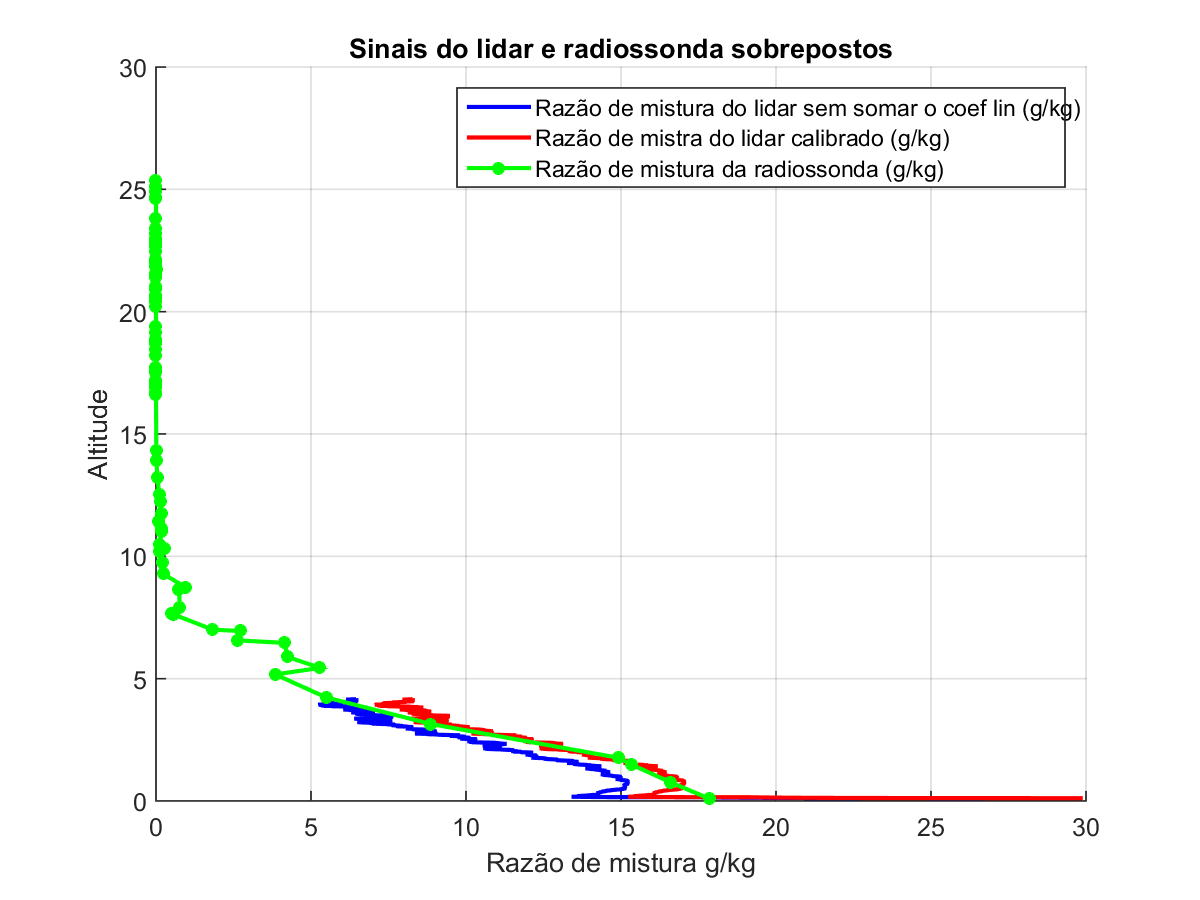 Sinais do lidar e radiossonda sobrepostos
30
Razão de mistura do lidar sem somar o coef lin (g/kg)
Razão de mistra do lidar calibrado (g/kg)
Razão de mistura da radiossonda (g/kg)
25
20
15
Altitude
10
5
0
0 5 10 15 20 25 30
Razão de mistura g/kg